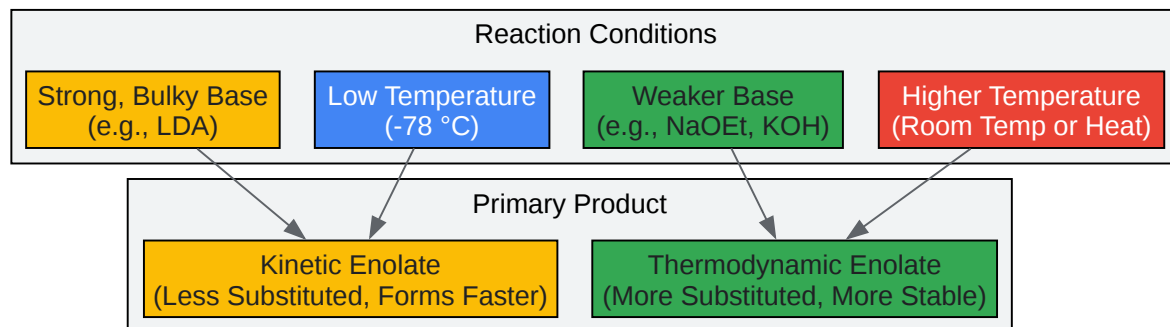 Reaction Conditions
Strong, Bulky Base
(e.g., LDA)
Low Temperature
(-78 °C)
Weaker Base
(e.g., NaOEt, KOH)
Higher Temperature
(Room Temp or Heat)
Primary Product
Kinetic Enolate
(Less Substituted, Forms Faster)
Thermodynamic Enolate
(More Substituted, More Stable)